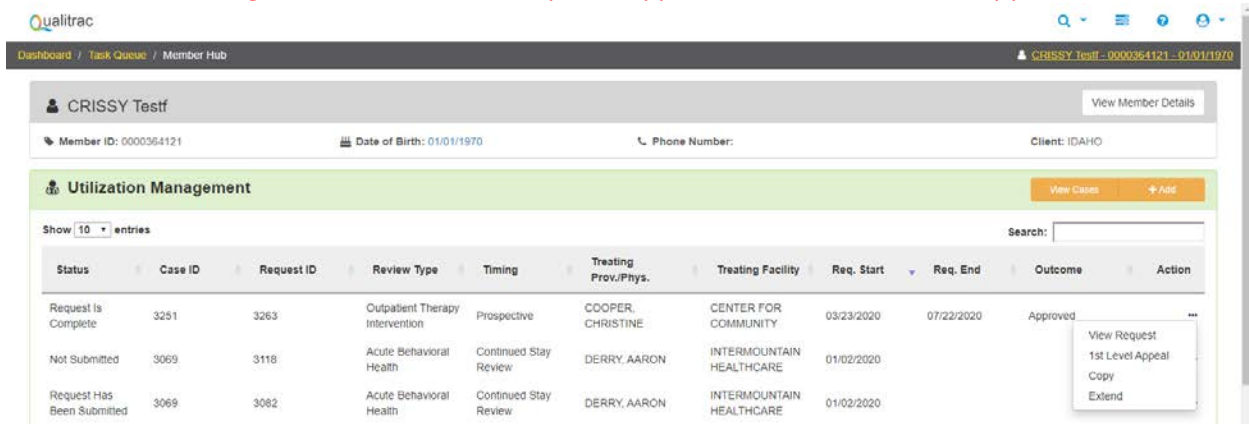 Qualitrac
Dashboard / Task Queue / Member Hub
CRISSY Testf - 0000364121 - 01/01/1970
CRISSY Testf
View Member Details
Member ID: 0000364121
Date of Birth: 01/01/1970
Phone Number:
Client: IDAHO
Utilization Management
View Cases
+ Add
Show 10 entries
Search:
Status Case ID Request ID Review Type Timing Treating Prov./Phys. Treating Facility Req. Start Req. End Outcome Action
Request Is Complete 3251 3263 Outpatient Therapy Intervention Prospective COOPER, CHRISTINE CENTER FOR COMMUNITY 03/23/2020 07/22/2020 Approved ...
Not Submitted 3069 3118 Acute Behavioral Health Continued Stay Review DERRY, AARON INTERMOUNTAIN HEALTHCARE 01/02/2020
Request Has Been Submitted 3069 3082 Acute Behavioral Health Continued Stay Review DERRY, AARON INTERMOUNTAIN HEALTHCARE 01/02/2020
View Request
1st Level Appeal
Copy
Extend